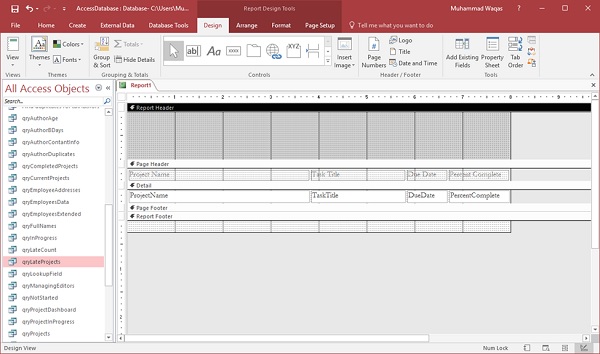 AccessDatabase : Database- C:\Users\Mu... Report Design Tools Muhammad Waqas
File Home Create External Data Database Tools Design Arrange Format Page Setup Tell me what you want to do
View Themes Colors Fonts Group & Sort Totals Hide Details ab| Aa xxxx XYZ Insert Image Page Numbers Logo Title Date and Time Add Existing Fields Property Sheet Tab Order
Views Themes Grouping & Totals Controls Header / Footer Tools
All Access Objects
Search...
Report1
Report Header
Page Header
Project Name Task Title Due Date Percent Complete
Detail
ProjectName TaskTitle DueDate PercentComplete
Page Footer
Report Footer
qryAuthorAge
qryAuthorBDays
qryAuthorContantInfo
qryAuthorDuplicates
qryCompletedProjects
qryCurrentProjects
qryEmployeeAddresses
qryEmployeesData
qryEmployeesExtended
qryFullNames
qryInProgress
qryLateCount
qryLateProjects
qryLookupField
qryManagingEditors
qryNotStarted
qryProjectDashboard
qryProjectInProgress
qryProjects
Design View Num Lock